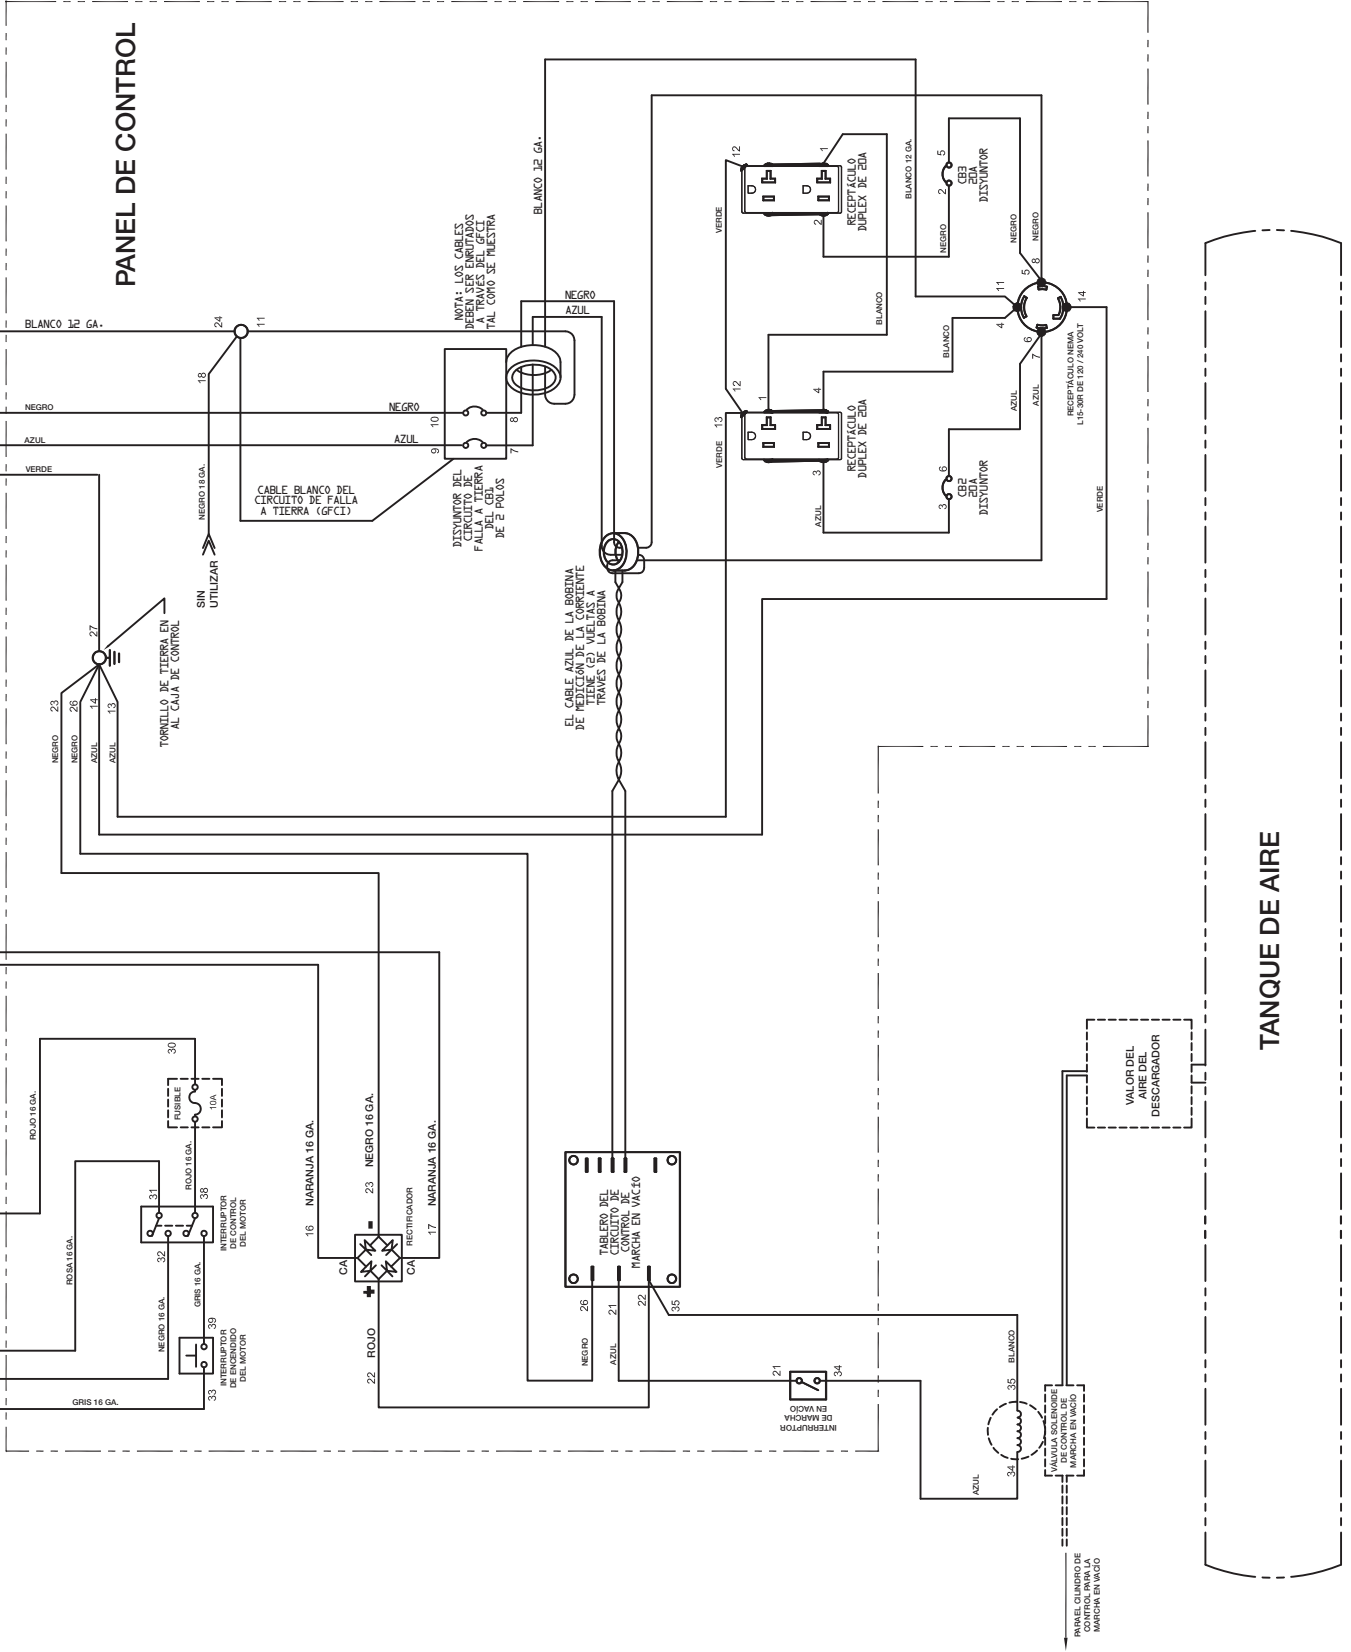 PANEL DE CONTROL
BLANCO 12 GA.
24
11
18
NEGRO
NEGRO
10
8
AZUL
AZUL
9
7
VERDE
NEGRO 18 GA.
SIN
UTILIZAR
CABLE BLANCO DEL
CIRCUITO DE FALLA
A TIERRA (GFCI)
DISYUNTOR DEL
CIRCUITO DE
FALLA A TIERRA
DEL CB1
DE 2 POLOS
NOTA: LOS CABLES
DEBEN SER ENRUTADOS
A TRAVÉS DEL GFCI
TAL COMO SE MUESTRA
BLANCO 12 GA.
NEGRO
AZUL
27
TORNILLO DE TIERRA EN
AL CAJA DE CONTROL
23
26
14
13
NEGRO
NEGRO
AZUL
AZUL
EL CABLE AZUL DE LA BOBINA
DE MEDICIÓN DE LA CORRIENTE
TIENE (2) VUELTAS A
TRAVÉS DE LA BOBINA
12
1
2
D
D
RECEPTÁCULO
DUPLEX DE 20A
VERDE
BLANCO
BLANCO 12 GA.
5
2
CB3
20A
DISYUNTOR
NEGRO
NEGRO
NEGRO
12
13
1
4
3
D
D
RECEPTÁCULO
DUPLEX DE 20A
VERDE
AZUL
BLANCO
6
3
CB2
20A
DISYUNTOR
AZUL
AZUL
11
4
5
8
6
7
14
RECEPTÁCULO NEMA
L15-30R DE 120 / 240 VOLT
VERDE
ROJO 16 GA.
30
FUSIBLE
10A
ROJO 16 GA.
ROSA 16 GA.
31
38
32
INTERRUPTOR
DE CONTROL
DEL MOTOR
NEGRO 16 GA.
GRIS 16 GA.
39
33
INTERRUPTOR
DE ENCENDIDO
DEL MOTOR
GRIS 16 GA.
16
NARANJA 16 GA.
23
NEGRO 16 GA.
17
NARANJA 16 GA.
CA
CA
-
+
RECTIFICADOR
22
ROJO
TABLERO DEL
CIRCUITO DE
CONTROL DE
MARCHA EN VACÍO
26
21
22
35
NEGRO
AZUL
21
34
INTERRUPTOR
DE MARCHA
EN VACÍO
BLANCO
35
34
AZUL
VÁLVULA SOLENOIDE
DE CONTROL DE
MARCHA EN VACÍO
PARA EL CILINDRO DE
CONTROL PARA LA
MARCHA EN VACÍO
VALOR DEL
AIRE DEL
DESCARGADOR
TANQUE DE AIRE